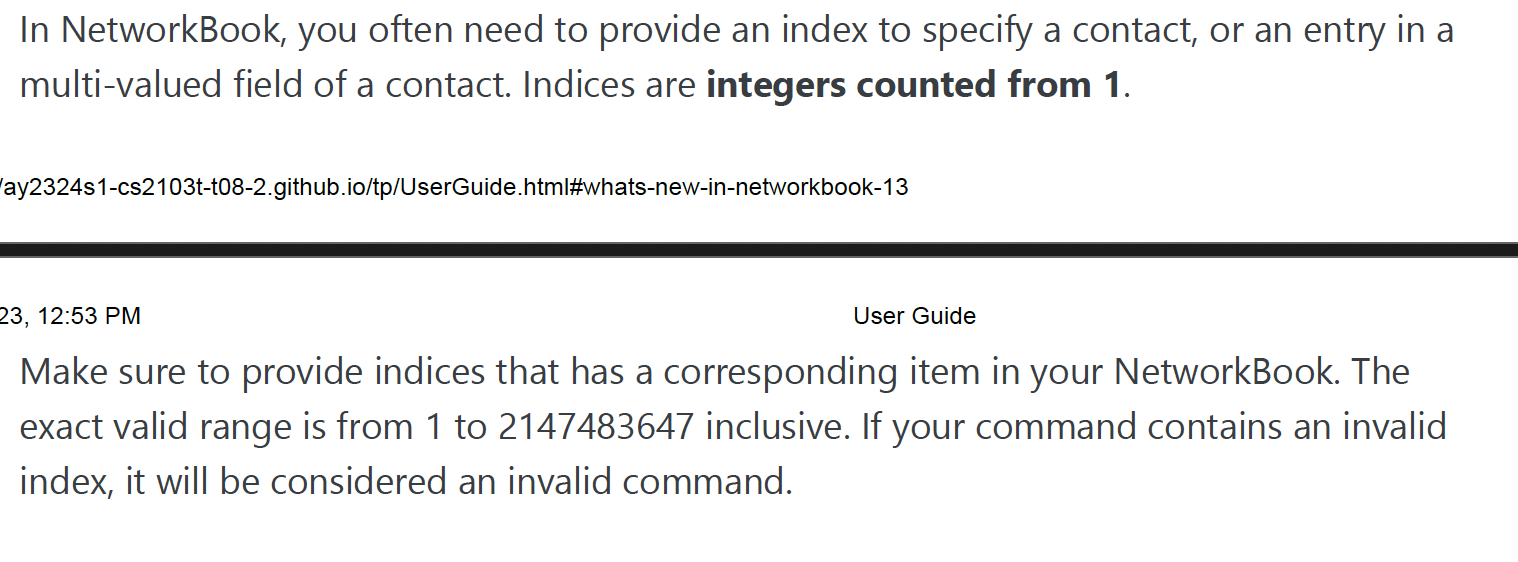 In NetworkBook, you often need to provide an index to specify a contact, or an entry in a
multi-valued field of a contact. Indices are integers counted from 1.
/ay2324s1-cs2103t-t08-2.github.io/tp/UserGuide.html#whats-new-in-networkbook-13
23, 12:53 PM User Guide
Make sure to provide indices that has a corresponding item in your NetworkBook. The
exact valid range is from 1 to 2147483647 inclusive. If your command contains an invalid
index, it will be considered an invalid command.